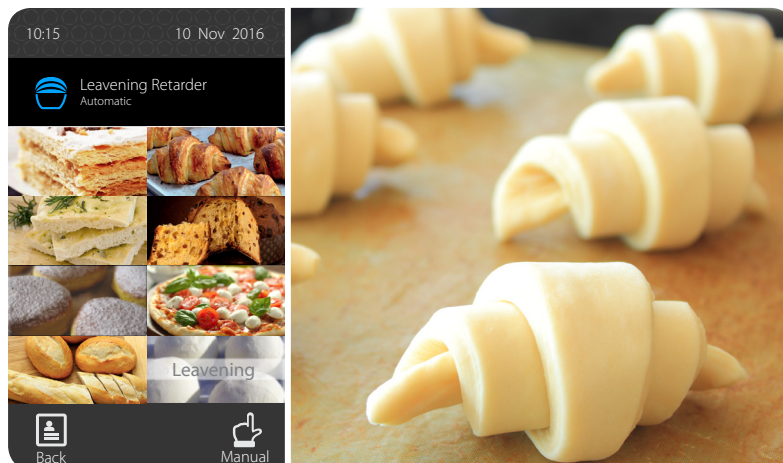 10:15 10 Nov 2016
Leavening Retarder
Automatic
Leavening
Back Manual